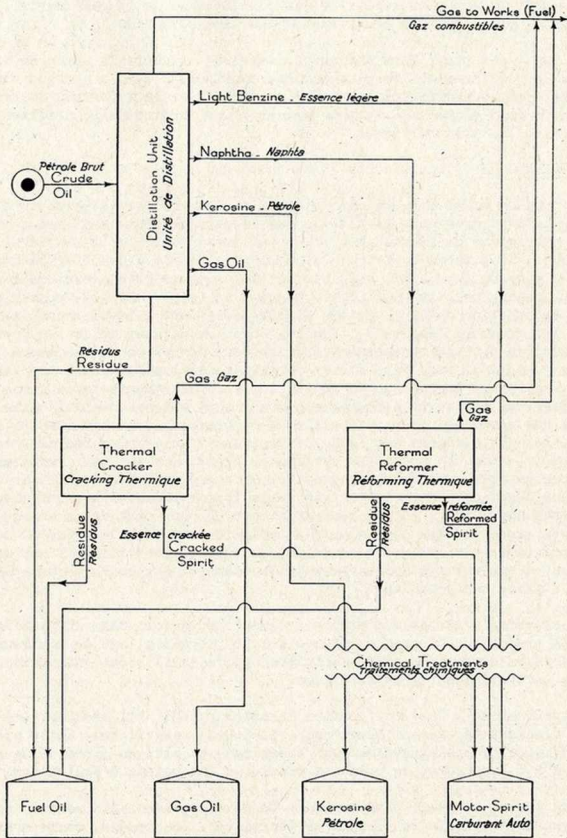 Gas to Works (Fuel)
Gaz combustibles
Light Benzine - Essence légère
Naphtha - Naphta
Pétrole Brut
Crude
Oil
Distillation Unit
Unité de Distillation
Kerosine - Pétrole
Gas Oil
Résidus
Residue
Gas Gaz
Gas
Gaz
Thermal
Cracker
Cracking Thermique
Thermal
Reformer
Réforming Thermique
Residue
Résidus
Essence crackée
Cracked
Spirit
Residue
Résidus
Essence réformée
Reformed
Spirit
Chemical Treatments
Traitements chimiques
Fuel Oil
Gas Oil
Kerosine
Pétrole
Motor Spirit
Carburant Auto